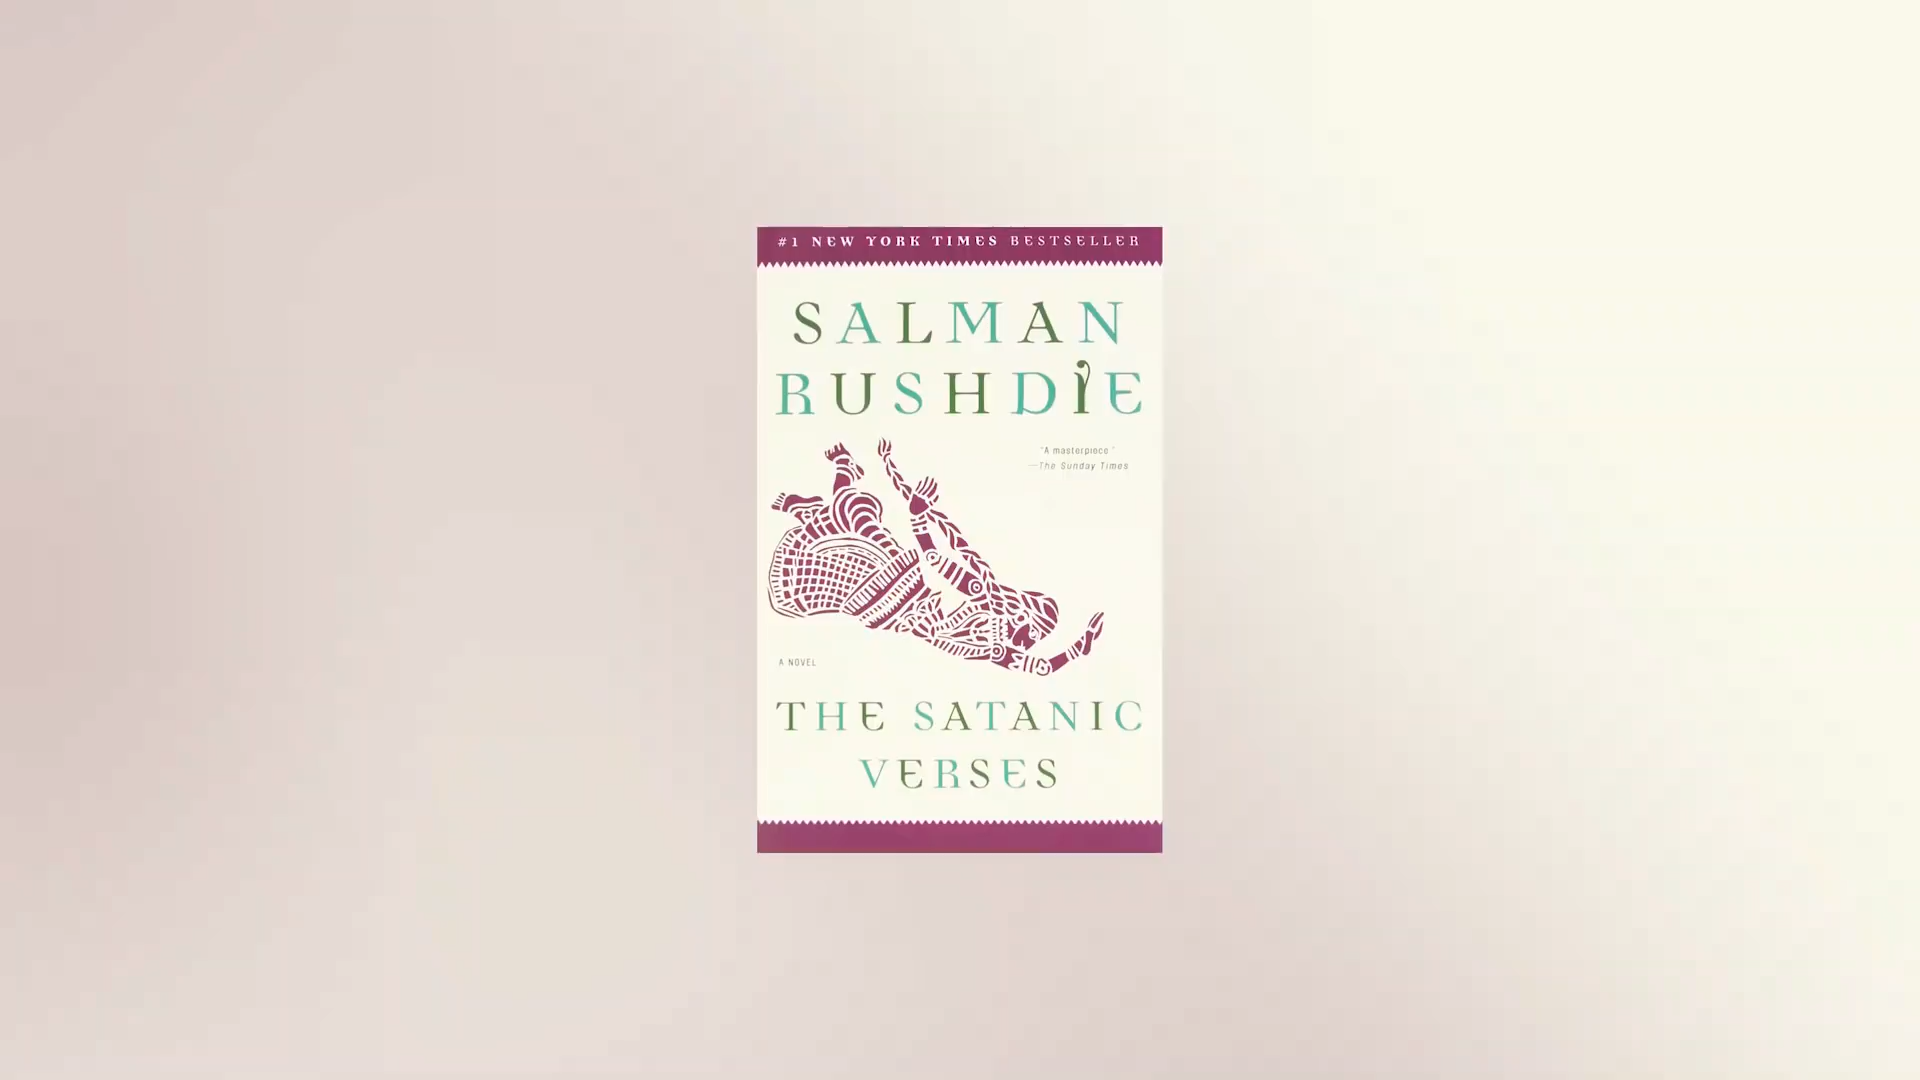 #1 NEW YORK TIMES BESTSELLER
SALMAN
RUSHDIE
"A masterpiece."
—The Sunday Times
A NOVEL
THE SATANIC
VERSES